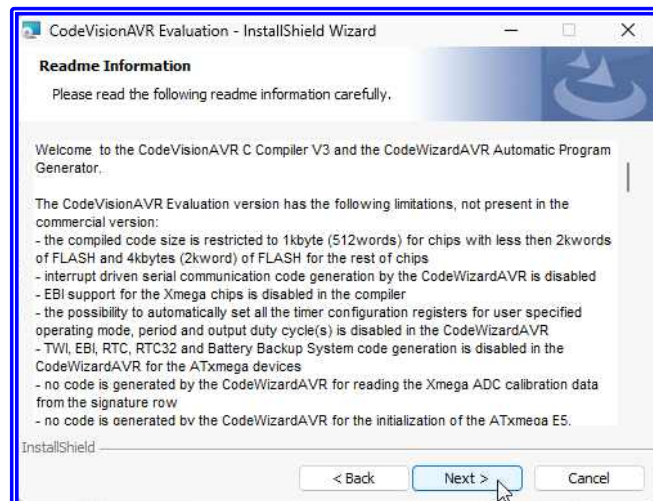 CodeVisionAVR Evaluation - InstallShield Wizard
Readme Information
Please read the following readme information carefully.
Welcome to the CodeVisionAVR C Compiler V3 and the CodeWizardAVR Automatic Program
Generator.
The CodeVisionAVR Evaluation version has the following limitations, not present in the
commercial version:
- the compiled code size is restricted to 1kbyte (512words) for chips with less then 2kwords
of FLASH and 4kbytes (2kword) of FLASH for the rest of chips
- interrupt driven serial communication code generation by the CodeWizardAVR is disabled
- EBI support for the Xmega chips is disabled in the compiler
- the possibility to automatically set all the timer configuration registers for user specified
operating mode, period and output duty cycle(s) is disabled in the CodeWizardAVR
- TWI, EBI, RTC, RTC32 and Battery Backup System code generation is disabled in the
CodeWizardAVR for the ATxmega devices
- no code is generated by the CodeWizardAVR for reading the Xmega ADC calibration data
from the signature row
- no code is generated by the CodeWizardAVR for the initialization of the ATxmega E5,
InstallShield
< Back Next > Cancel